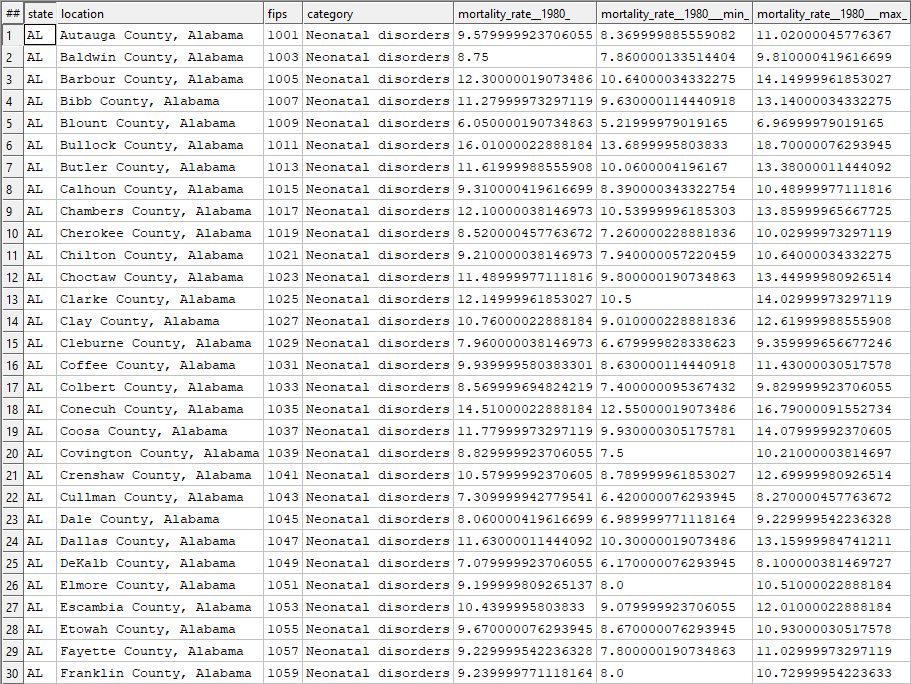 ## state location fips category mortality_rate__1980_ mortality_rate__1980___min_ mortality_rate__1980___max_
1 AL Autauga County, Alabama 1001 Neonatal disorders 9.579999923706055 8.369999885559082 11.02000045776367
2 AL Baldwin County, Alabama 1003 Neonatal disorders 8.75 7.860000133514404 9.810000419616699
3 AL Barbour County, Alabama 1005 Neonatal disorders 12.30000019073486 10.64000034332275 14.14999961853027
4 AL Bibb County, Alabama 1007 Neonatal disorders 11.27999973297119 9.630000114440918 13.14000034332275
5 AL Blount County, Alabama 1009 Neonatal disorders 6.050000190734863 5.21999979019165 6.96999979019165
6 AL Bullock County, Alabama 1011 Neonatal disorders 16.01000022888184 13.6899995803833 18.70000076293945
7 AL Butler County, Alabama 1013 Neonatal disorders 11.61999988555908 10.0600004196167 13.38000011444092
8 AL Calhoun County, Alabama 1015 Neonatal disorders 9.310000419616699 8.390000343322754 10.48999977111816
9 AL Chambers County, Alabama 1017 Neonatal disorders 12.10000038146973 10.53999996185303 13.85999965667725
10 AL Cherokee County, Alabama 1019 Neonatal disorders 8.520000457763672 7.260000228881836 10.02999973297119
11 AL Chilton County, Alabama 1021 Neonatal disorders 9.210000038146973 7.940000057220459 10.64000034332275
12 AL Choctaw County, Alabama 1023 Neonatal disorders 11.48999977111816 9.800000190734863 13.44999980926514
13 AL Clarke County, Alabama 1025 Neonatal disorders 12.14999961853027 10.5 14.02999973297119
14 AL Clay County, Alabama 1027 Neonatal disorders 10.76000022888184 9.010000228881836 12.61999988555908
15 AL Cleburne County, Alabama 1029 Neonatal disorders 7.960000038146973 6.679999828338623 9.359999656677246
16 AL Coffee County, Alabama 1031 Neonatal disorders 9.939999580383301 8.630000114440918 11.43000030517578
17 AL Colbert County, Alabama 1033 Neonatal disorders 8.569999694824219 7.400000095367432 9.829999923706055
18 AL Conecuh County, Alabama 1035 Neonatal disorders 14.51000022888184 12.55000019073486 16.79000091552734
19 AL Coosa County, Alabama 1037 Neonatal disorders 11.77999973297119 9.930000305175781 14.07999992370605
20 AL Covington County, Alabama 1039 Neonatal disorders 8.829999923706055 7.5 10.21000003814697
21 AL Crenshaw County, Alabama 1041 Neonatal disorders 10.57999992370605 8.789999961853027 12.69999980926514
22 AL Cullman County, Alabama 1043 Neonatal disorders 7.309999942779541 6.420000076293945 8.270000457763672
23 AL Dale County, Alabama 1045 Neonatal disorders 8.060000419616699 6.989999771118164 9.229999542236328
24 AL Dallas County, Alabama 1047 Neonatal disorders 11.63000011444092 10.30000019073486 13.15999984741211
25 AL DeKalb County, Alabama 1049 Neonatal disorders 7.079999923706055 6.170000076293945 8.100000381469727
26 AL Elmore County, Alabama 1051 Neonatal disorders 9.199999809265137 8.0 10.51000022888184
27 AL Escambia County, Alabama 1053 Neonatal disorders 10.4399995803833 9.079999923706055 12.01000022888184
28 AL Etowah County, Alabama 1055 Neonatal disorders 9.670000076293945 8.670000076293945 10.93000030517578
29 AL Fayette County, Alabama 1057 Neonatal disorders 9.229999542236328 7.800000190734863 11.02999973297119
30 AL Franklin County, Alabama 1059 Neonatal disorders 9.239999771118164 8.0 10.72999954223633